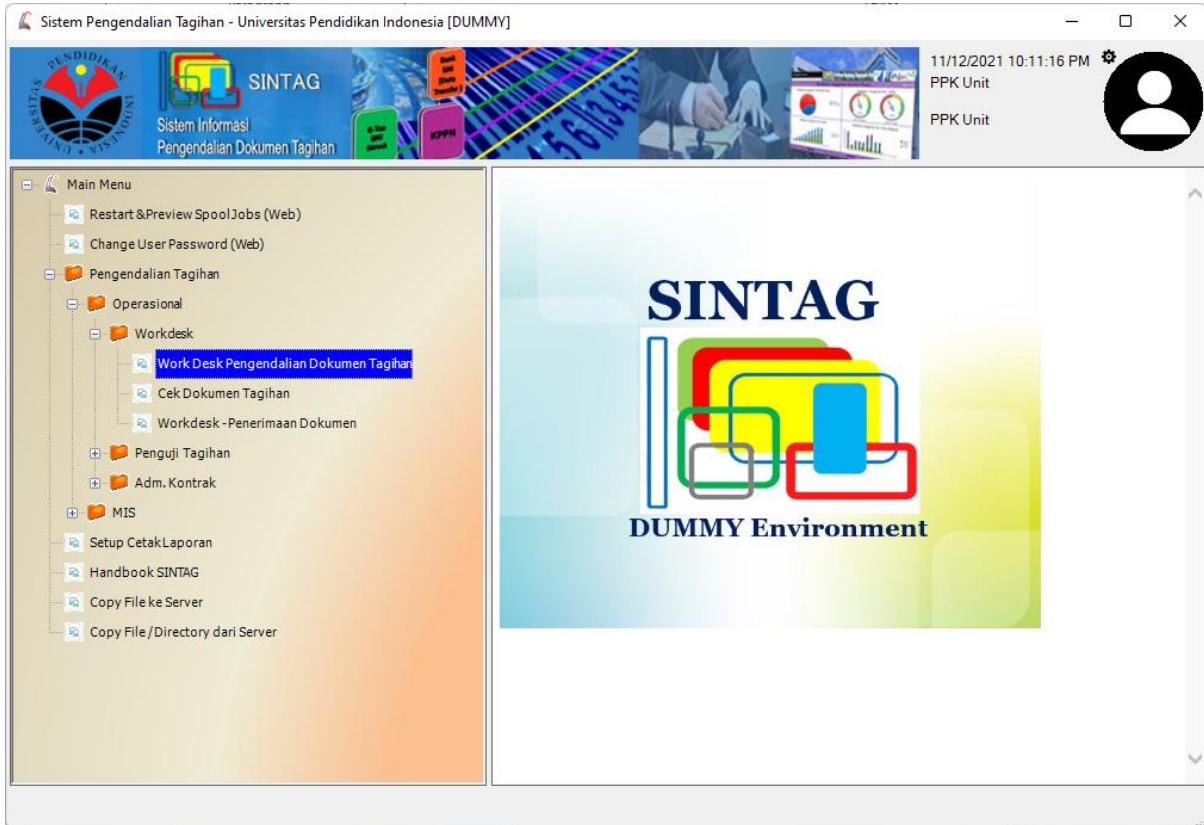 Sistem Pengendalian Tagihan - Universitas Pendidikan Indonesia [DUMMY]
UNIVERSITAS PENDIDIKAN INDONESIA
SINTAG
Sistem Informasi
Pengendalian Dokumen Tagihan
KPPN
11/12/2021 10:11:16 PM
PPK Unit
PPK Unit
Main Menu
Restart &Preview Spool Jobs (Web)
Change User Password (Web)
Pengendalian Tagihan
Operasional
Workdesk
Work Desk Pengendalian Dokumen Tagihan
Cek Dokumen Tagihan
Workdesk - Penerimaan Dokumen
Penguji Tagihan
Adm. Kontrak
MIS
Setup Cetak Laporan
Handbook SINTAG
Copy File ke Server
Copy File / Directory dari Server
SINTAG
DUMMY Environment